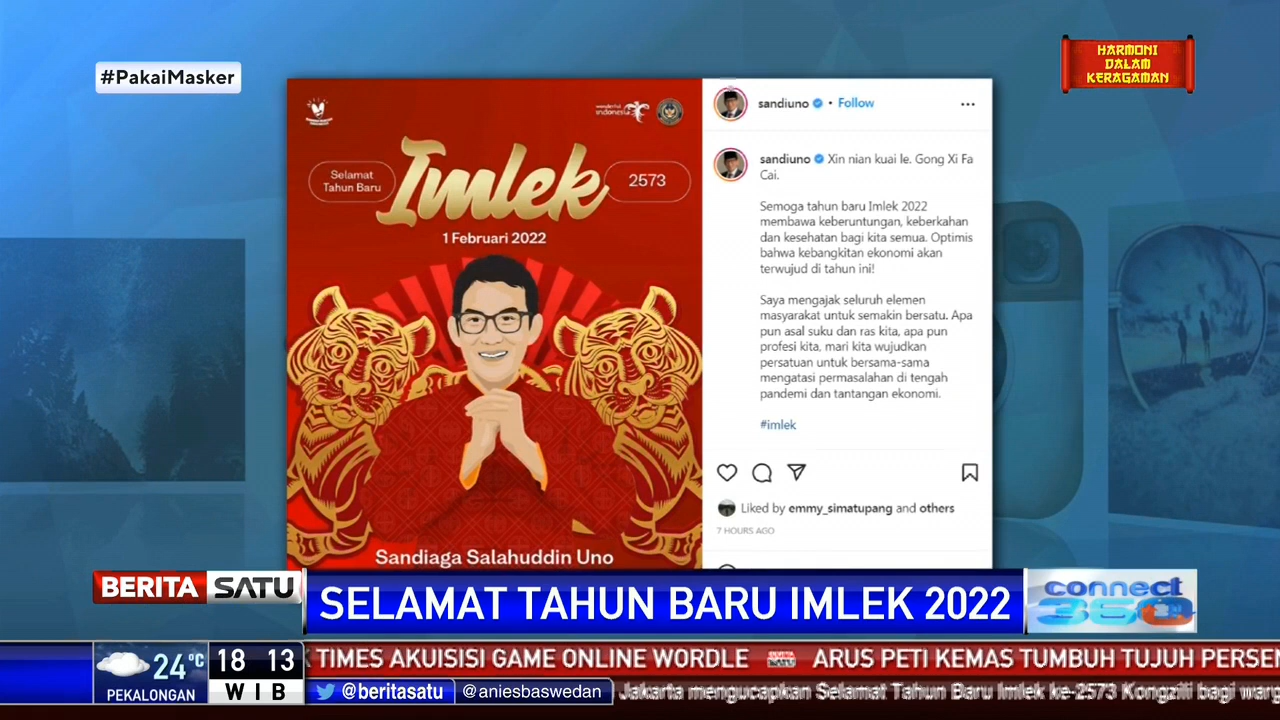 #PakaiMasker
HARMONI
DALAM
KERAGAMAN
wonderful
indonesia
Selamat
Tahun Baru
Imlek
2573
1 Februari 2022
Sandiaga Salahuddin Uno
sandiuno • Follow
sandiuno Xin nian kuai le. Gong Xi Fa
Cai.
Semoga tahun baru Imlek 2022
membawa keberuntungan, keberkahan
dan kesehatan bagi kita semua. Optimis
bahwa kebangkitan ekonomi akan
terwujud di tahun ini!
Saya mengajak seluruh elemen
masyarakat untuk semakin bersatu. Apa
pun asal suku dan ras kita, apa pun
profesi kita, mari kita wujudkan
persatuan untuk bersama-sama
mengatasi permasalahan di tengah
pandemi dan tantangan ekonomi.
#imlek
Liked by emmy_simatupang and others
7 HOURS AGO
BERITA SATU
SELAMAT TAHUN BARU IMLEK 2022
connect
360
24°C
PEKALONGAN
18 13
WIB
K TIMES AKUISISI GAME ONLINE WORDLE
ARUS PETI KEMAS TUMBUH TUJUH PERSEN
@beritasatu
@aniesbaswedan
Jakarta mengucapkan Selamat Tahun Baru Imlek ke-2573 Kongzili bagi warg